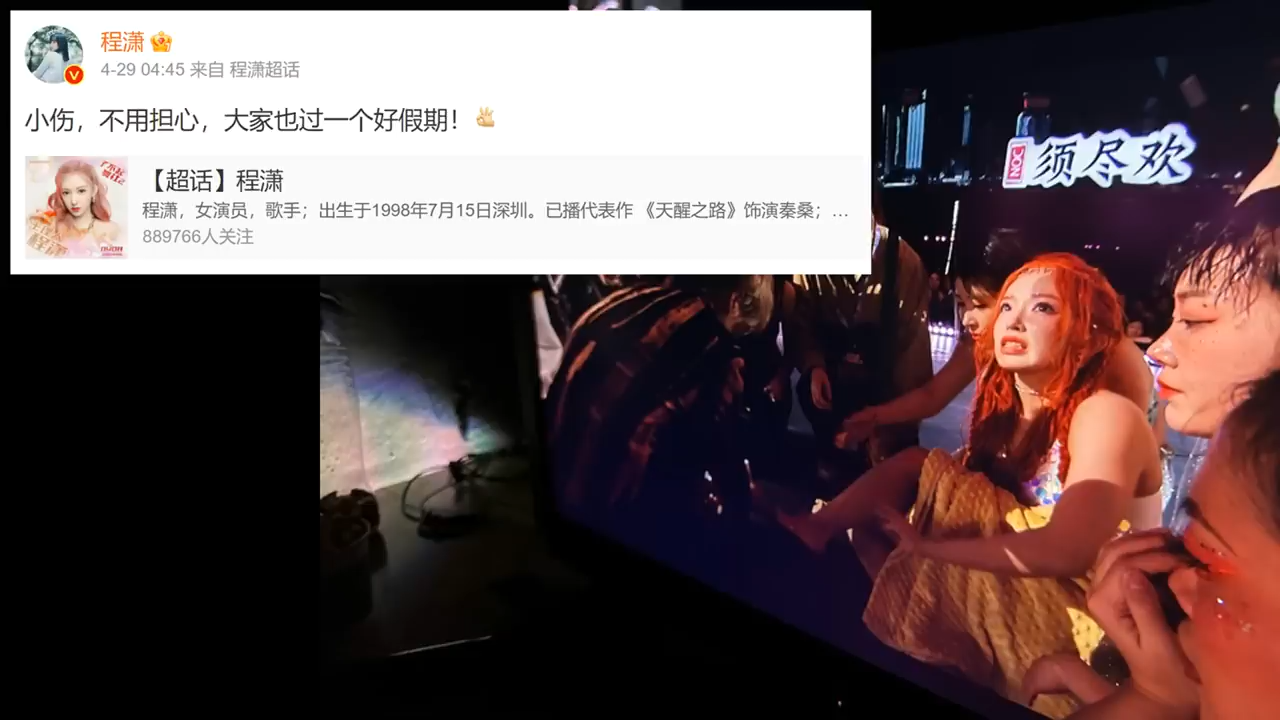 程潇
4-29 04:45 来自 程潇超话
小伤，不用担心，大家也过一个好假期！
【超话】程潇
程潇，女演员，歌手；出生于1998年7月15日深圳。已播代表作 《天醒之路》饰演秦桑；...
889766人关注
NOC 须尽欢